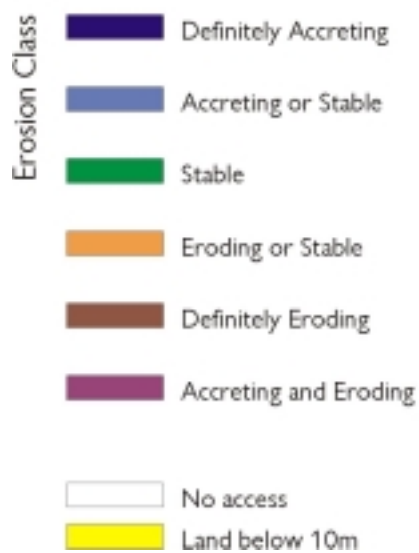 Erosion Class
Definitely Accreting
Accreting or Stable
Stable
Eroding or Stable
Definitely Eroding
Accreting and Eroding
No access
Land below 10m